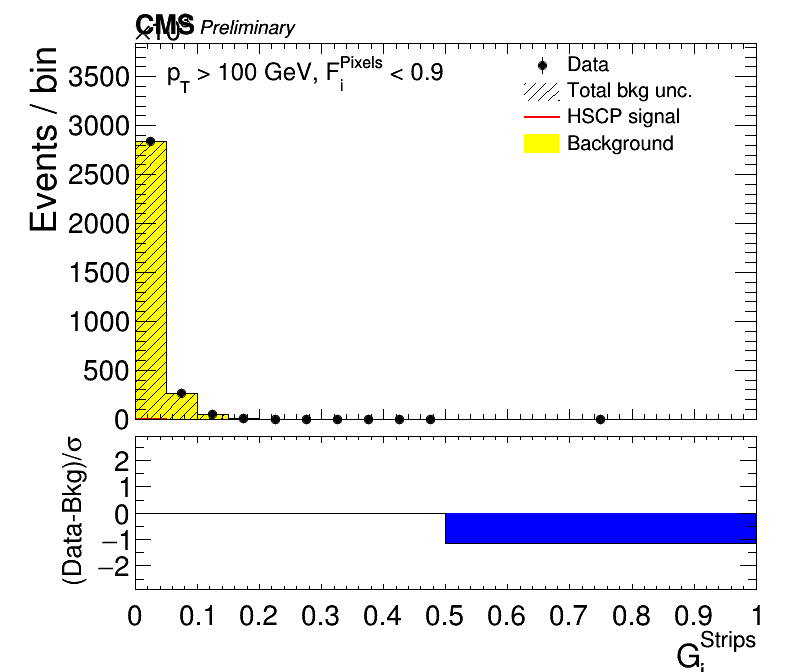 CMS Preliminary
Events / bin
3500
3000
2500
2000
1500
1000
500
0
p_T > 100 GeV, F_i^Pixels < 0.9
Data
Total bkg unc.
HSCP signal
Background
(Data-Bkg)/σ
2
1
0
−1
−2
0 0.1 0.2 0.3 0.4 0.5 0.6 0.7 0.8 0.9 1
G_i^Strips